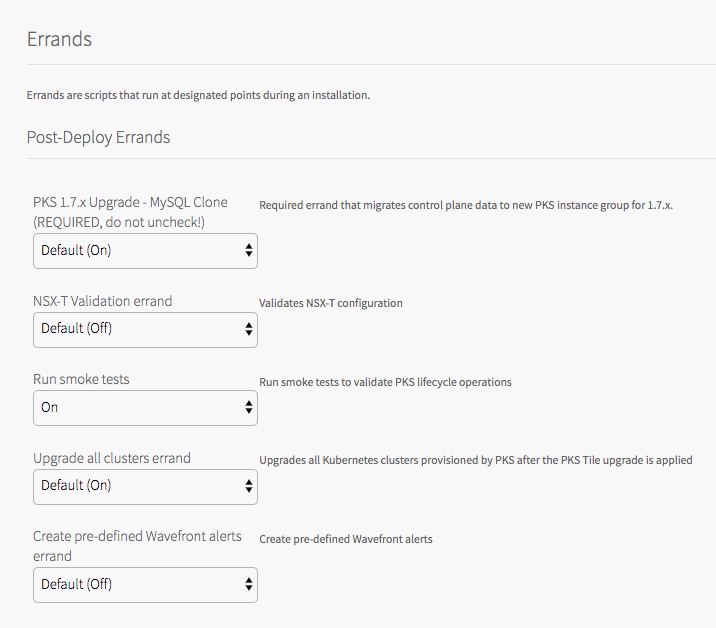 Errands
Errands are scripts that run at designated points during an installation.
Post-Deploy Errands
PKS 1.7.x Upgrade - MySQL Clone
(REQUIRED, do not uncheck!)
Required errand that migrates control plane data to new PKS instance group for 1.7.x.
Default (On)
NSX-T Validation errand
Validates NSX-T configuration
Default (Off)
Run smoke tests
Run smoke tests to validate PKS lifecycle operations
On
Upgrade all clusters errand
Upgrades all Kubernetes clusters provisioned by PKS after the PKS Tile upgrade is applied
Default (On)
Create pre-defined Wavefront alerts
errand
Create pre-defined Wavefront alerts
Default (Off)